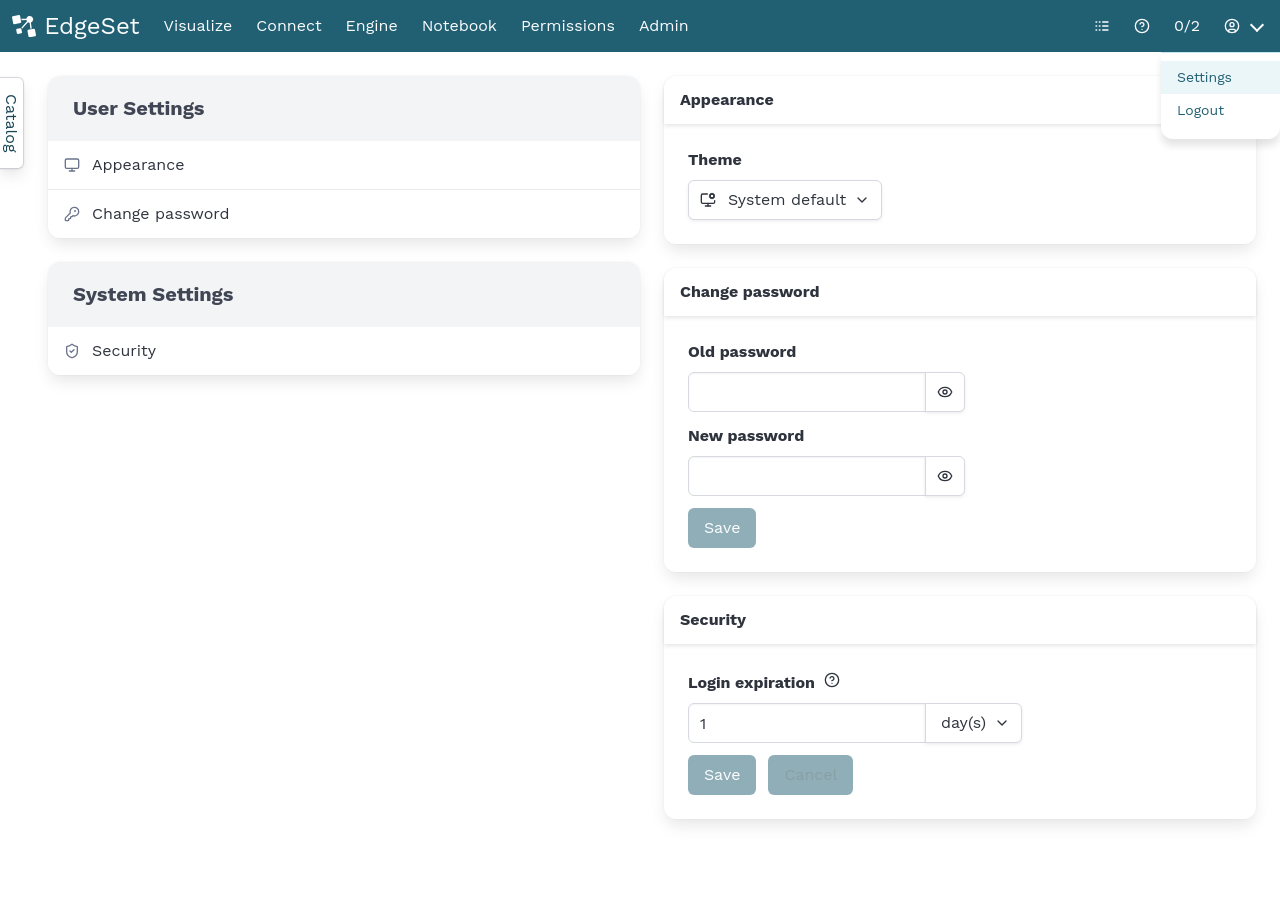 EdgeSet Visualize Connect Engine Notebook Permissions Admin 0/2
Settings
Logout
Catalog
User Settings
Appearance
Change password
System Settings
Security
Appearance
Theme
System default
Change password
Old password
New password
Save
Security
Login expiration
1 day(s)
Save Cancel